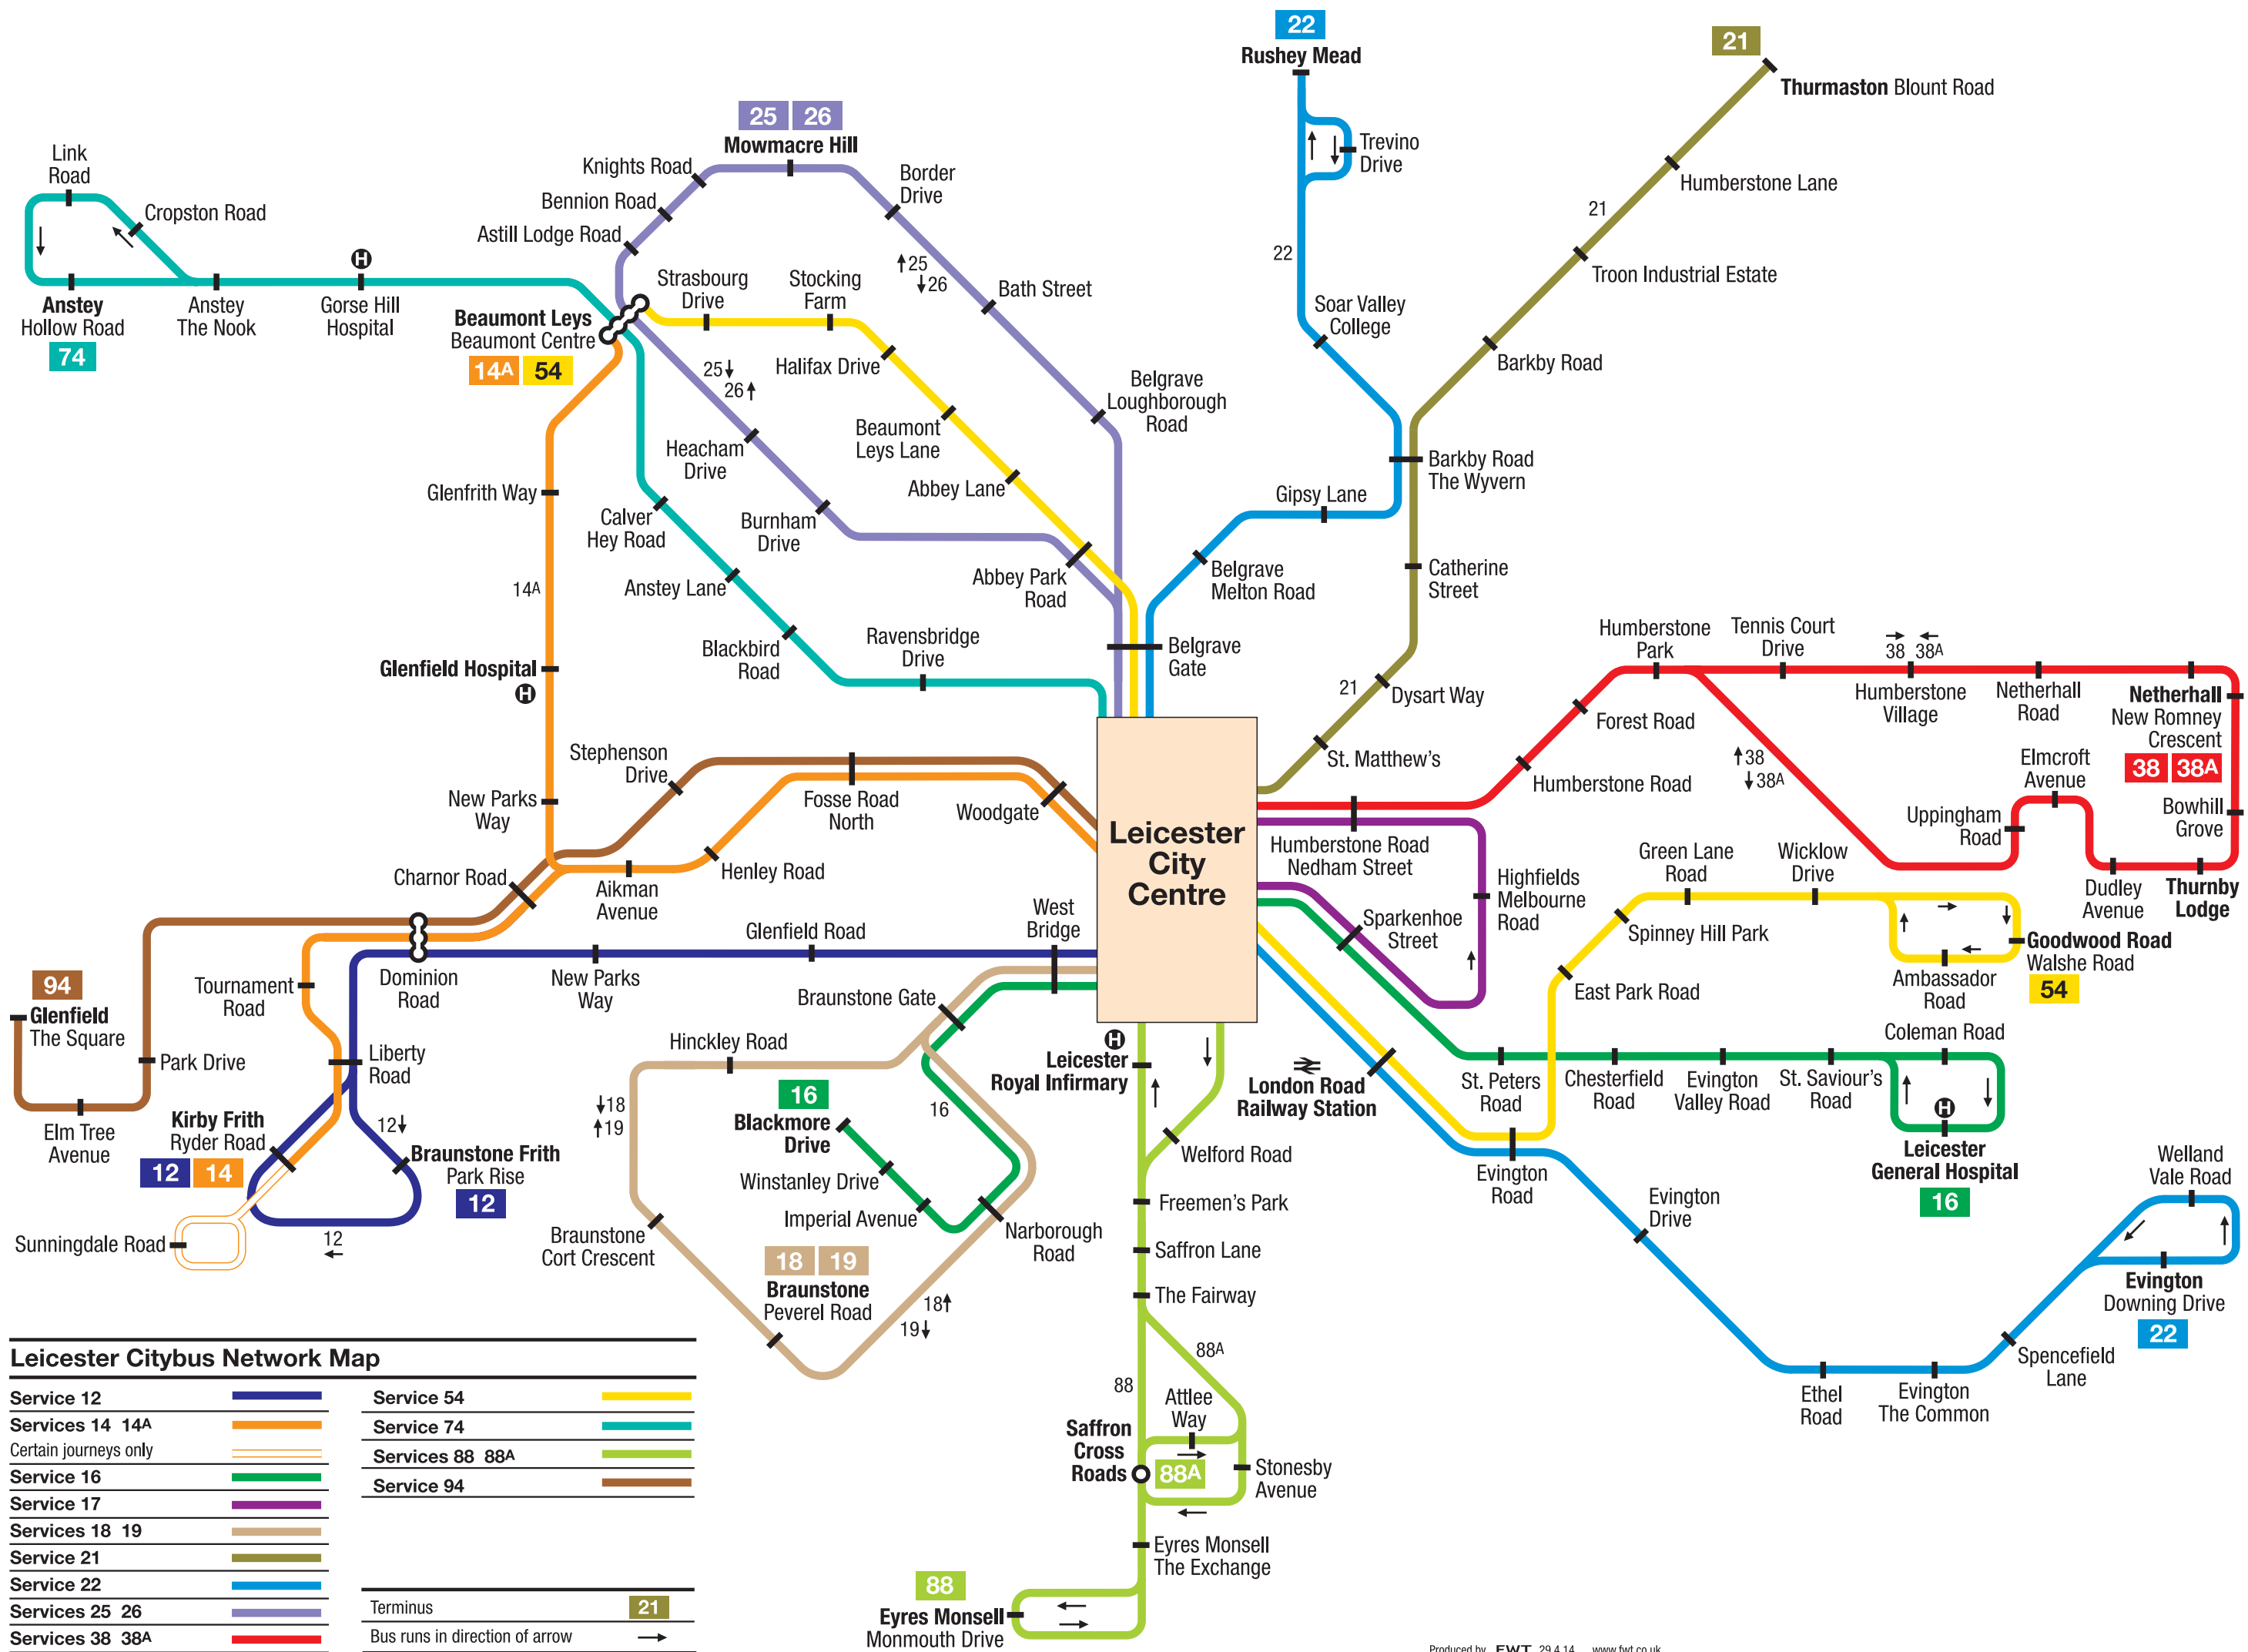 22
Rushey Mead
21
Thurmaston Blount Road
25 26
Mowmacre Hill
Trevino
Drive
Link
Road
Knights Road
Border
Drive
Humberstone Lane
Cropston Road
Bennion Road
21
Astill Lodge Road
22
H
↑25
↓26
Troon Industrial Estate
Strasbourg
Drive
Stocking
Farm
Bath Street
Soar Valley
College
Anstey
Hollow Road
74
Anstey
The Nook
Gorse Hill
Hospital
Beaumont Leys
Beaumont Centre
14A 54
25↓
26↑
Halifax Drive
Barkby Road
Belgrave
Loughborough
Road
Beaumont
Leys Lane
Heacham
Drive
Barkby Road
The Wyvern
Glenfrith Way
Abbey Lane
Gipsy Lane
Calver
Hey Road
Burnham
Drive
14A
Anstey Lane
Abbey Park
Road
Belgrave
Melton Road
Catherine
Street
Blackbird
Road
Ravensbridge
Drive
Belgrave
Gate
Humberstone
Park
Tennis Court
Drive
→ ←
38 38A
Glenfield Hospital
H
21
Dysart Way
Forest Road
Humberstone
Village
Netherhall
Road
Netherhall
New Romney
Crescent
38 38A
St. Matthew's
↑38
↓38A
Elmcroft
Avenue
Stephenson
Drive
Humberstone Road
New Parks
Way
Fosse Road
North
Woodgate
Uppingham
Road
Bowhill
Grove
Leicester
City
Centre
Humberstone Road
Nedham Street
Green Lane
Road
Wicklow
Drive
Charnor Road
Aikman
Avenue
Henley Road
Highfields
Melbourne
Road
Dudley
Avenue
Thurnby
Lodge
West
Bridge
Sparkenhoe
Street
Glenfield Road
Spinney Hill Park
Goodwood Road
Walshe Road
54
94
Glenfield
The Square
Tournament
Road
Dominion
Road
New Parks
Way
Braunstone Gate
East Park Road
Ambassador
Road
Coleman Road
Park Drive
Liberty
Road
Hinckley Road
H
Leicester
Royal Infirmary
London Road
Railway Station
St. Peters
Road
Chesterfield
Road
Evington
Valley Road
St. Saviour's
Road
Elm Tree
Avenue
Kirby Frith
Ryder Road
12 14
12↓
Braunstone Frith
Park Rise
12
↓18
↑19
16
Blackmore
Drive
16
Welford Road
Evington
Road
H
Leicester
General Hospital
16
Welland
Vale Road
Winstanley Drive
Imperial Avenue
Freemen's Park
Evington
Drive
Sunningdale Road
12
←
Braunstone
Cort Crescent
Narborough
Road
Saffron Lane
18 19
Braunstone
Peverel Road
The Fairway
Evington
Downing Drive
22
18↑
19↓
88A
88
Spencefield
Lane
Attlee
Way
Ethel
Road
Evington
The Common
Saffron
Cross
Roads
88A
Stonesby
Avenue
Eyres Monsell
The Exchange
88
Eyres Monsell
Monmouth Drive
Leicester Citybus Network Map
Service 12
Services 14 14A
Certain journeys only
Service 16
Service 17
Services 18 19
Service 21
Service 22
Services 25 26
Services 38 38A
Service 54
Service 74
Services 88 88A
Service 94
Terminus 21
Bus runs in direction of arrow →
Produced by FWT 29.4.14 www.fwt.co.uk